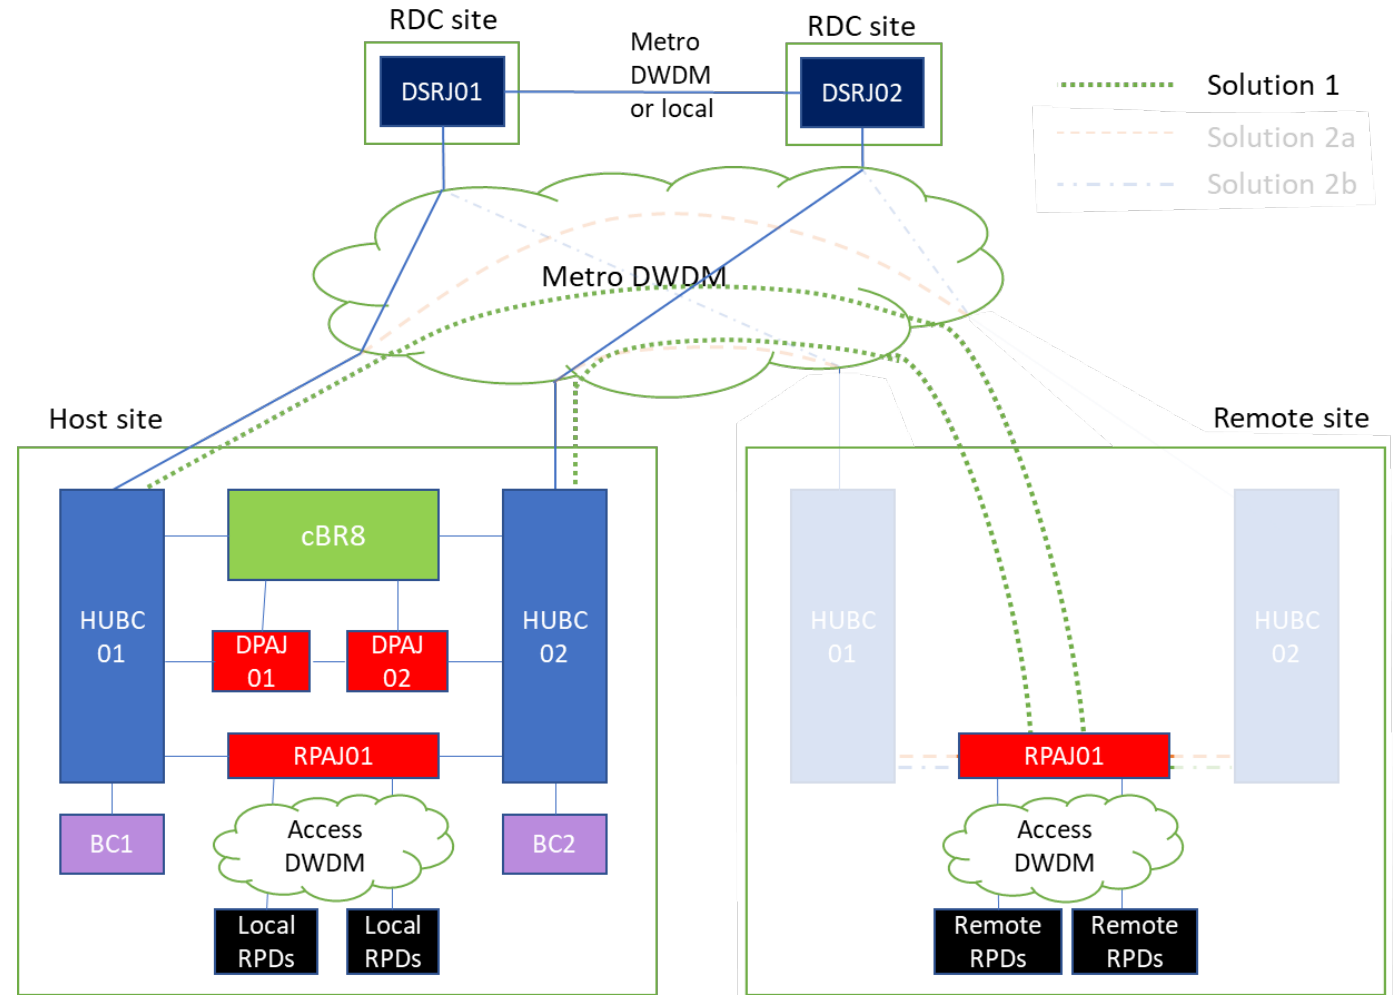 RDC site
RDC site
Metro
DWDM
or local
DSRJ01
DSRJ02
Solution 1
Solution 2a
Solution 2b
Metro DWDM
Host site
Remote site
cBR8
HUBC
01
HUBC
02
DPAJ
01
DPAJ
02
RPAJ01
BC1
BC2
Access
DWDM
Local
RPDs
Local
RPDs
HUBC
01
HUBC
02
RPAJ01
Access
DWDM
Remote
RPDs
Remote
RPDs